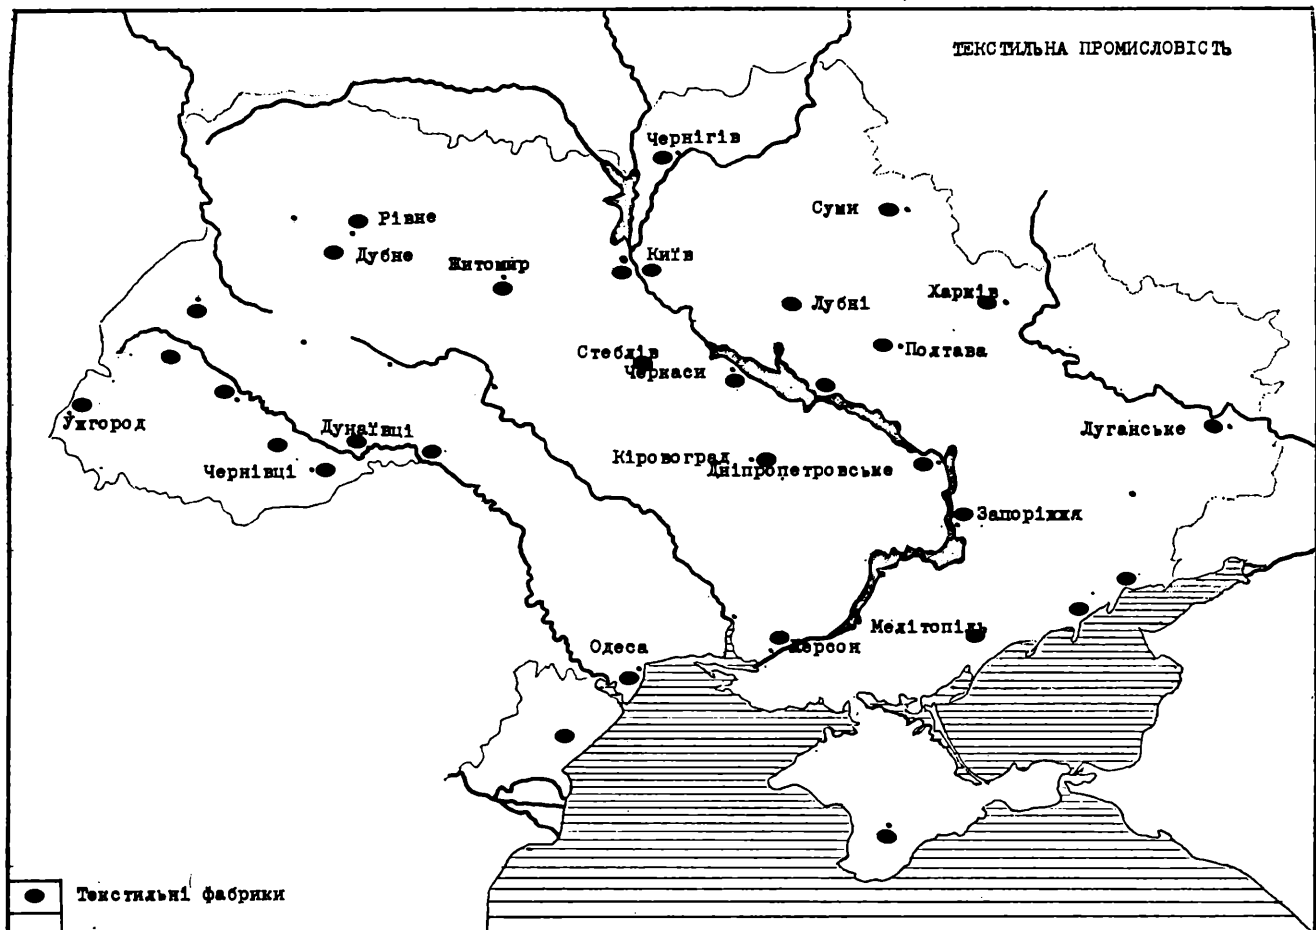 ТЕКСТИЛЬНА ПРОМИСЛОВІСТЬ
Чернігів
Суми
Рівне
Дубне
Житомир
Київ
Лубні
Харків
Стеблів
Черкаси
Полтава
Ужгород
Дунаївці
Луганське
Чернівці
Кіровоград
Дніпропетровське
Запоріжжя
Мелітопіль
Одеса
Херсон
Текстильні фабрики